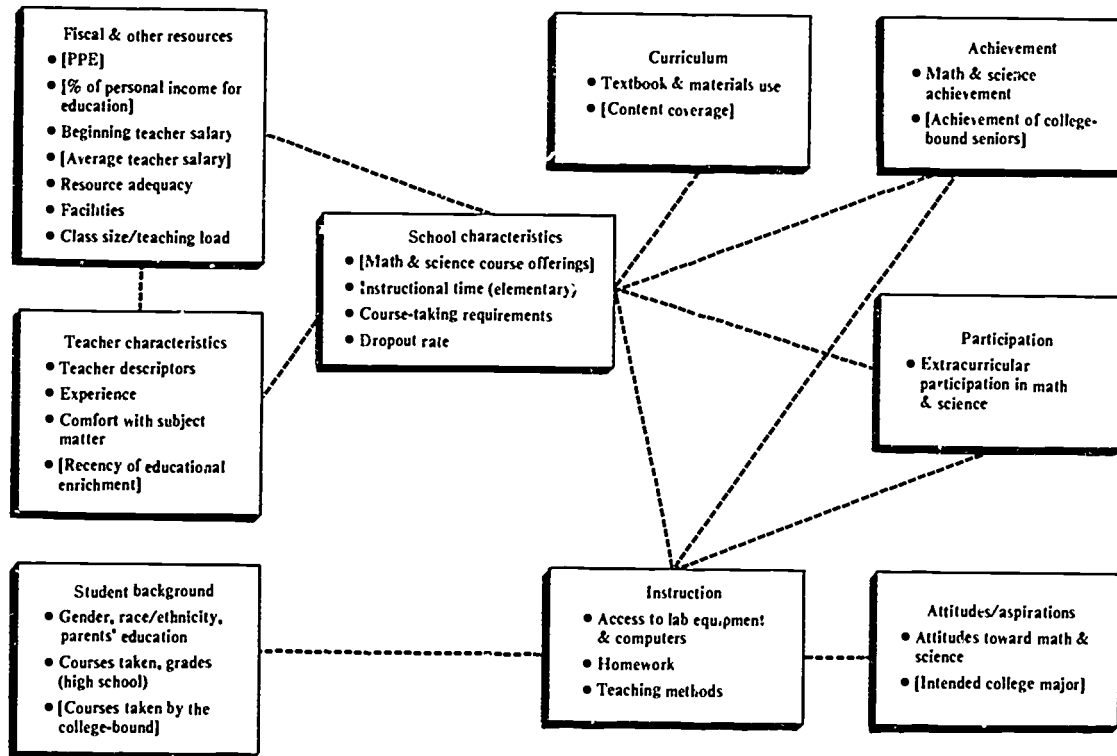 Fiscal & other resources
• [PPE]
• [% of personal income for
education]
• Beginning teacher salary
• [Average teacher salary]
• Resource adequacy
• Facilities
• Class size/teaching load
Teacher characteristics
• Teacher descriptors
• Experience
• Comfort with subject
matter
• [Recency of educational
enrichment]
Student background
• Gender, race/ethnicity,
parents' education
• Courses taken, grades
(high school)
• [Courses taken by the
college-bound]
School characteristics
• [Math & science course offerings]
• Instructional time (elementary)
• Course-taking requirements
• Dropout rate
Curriculum
• Textbook & materials use
• [Content coverage]
Instruction
• Access to lab equipment
& computers
• Homework
• Teaching methods
Achievement
• Math & science
achievement
• [Achievement of college-
bound seniors]
Participation
• Extracurricular
participation in math
& science
Attitudes/aspirations
• Attitudes toward math &
science
• [Intended college major]